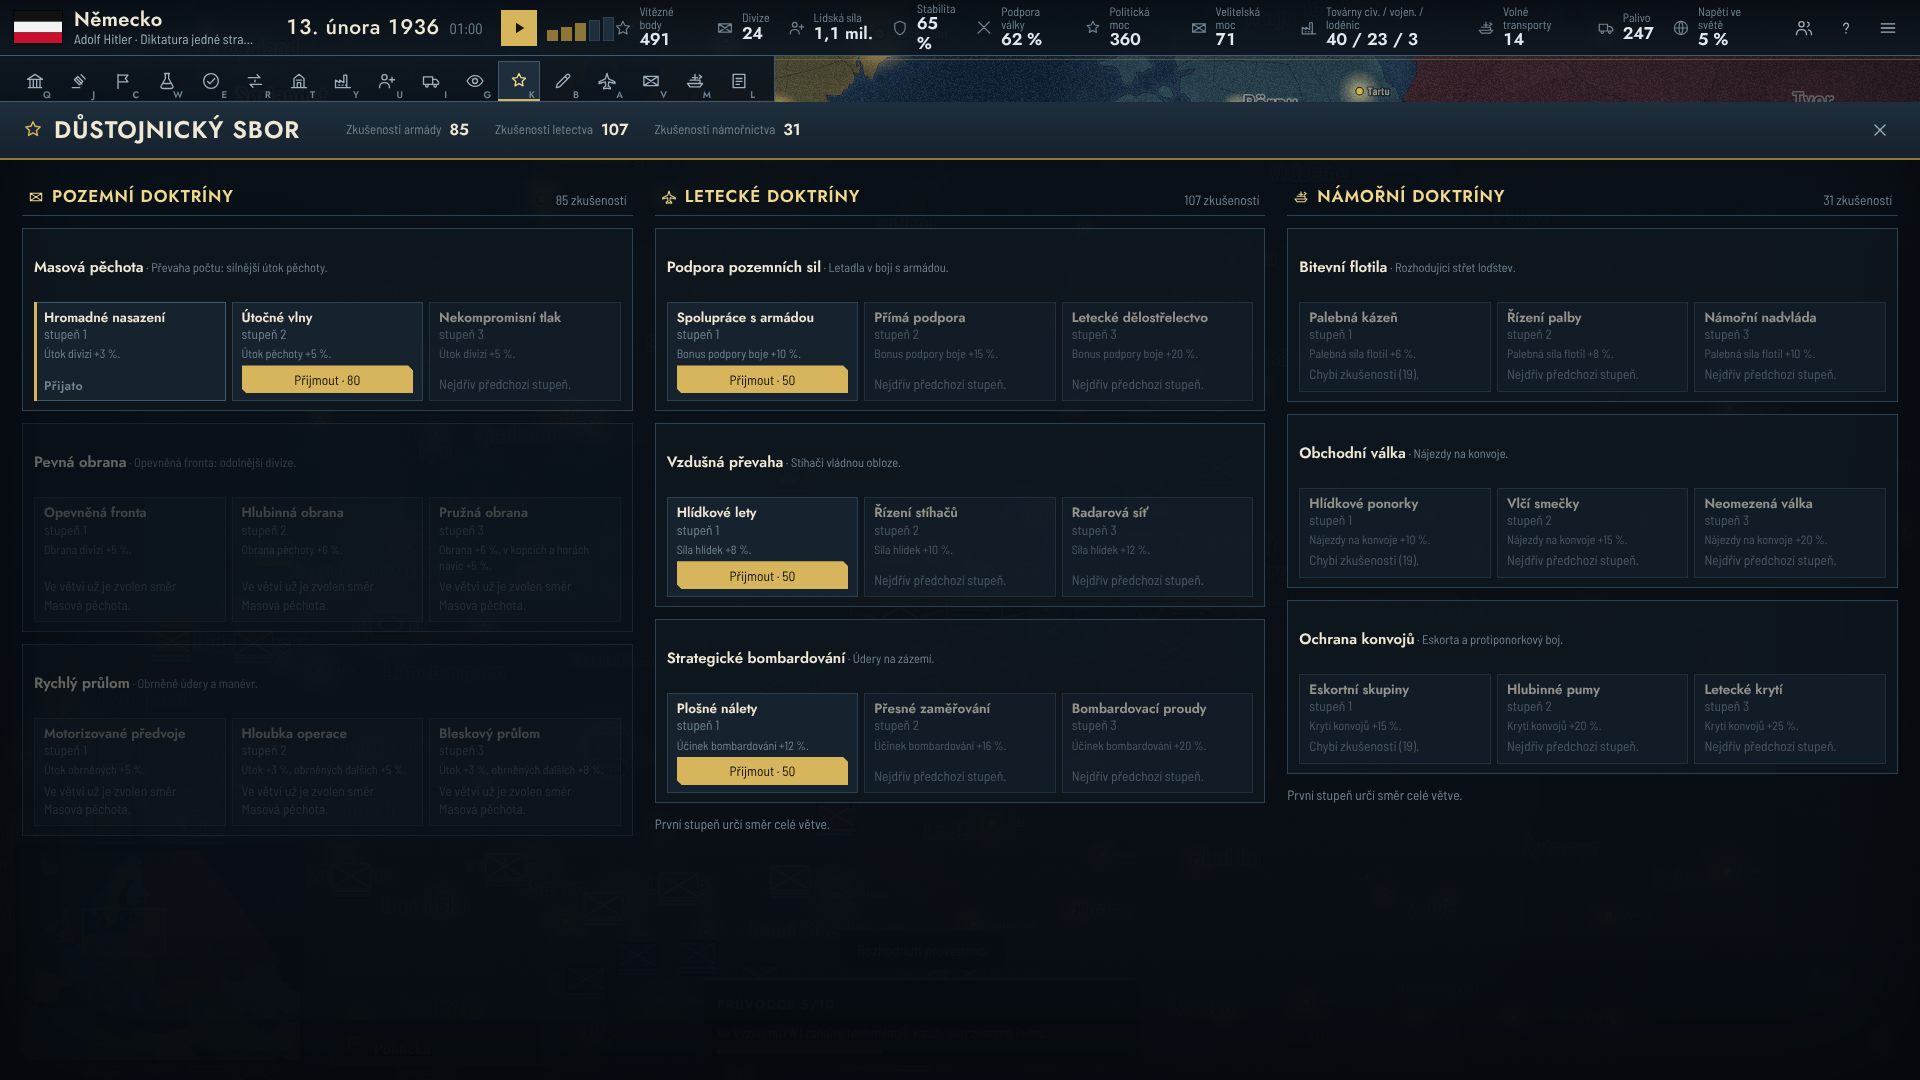 Německo
Adolf Hitler · Diktatura jedné stra...
13. února 1936 01:00
Vítězné body 491
Divize 24
Lidská síla 1,1 mil.
Stabilita 65 %
Podpora války 62 %
Politická moc 360
Velitelská moc 71
Továrny civ. / vojen. / loděnic 40 / 23 / 3
Volné transporty 14
Palivo 247
Napětí ve světě 5 %
?
Q J C W E R T Y U I G K B A V M L
Tartu
DŮSTOJNICKÝ SBOR
Zkušenosti armády 85
Zkušenosti letectva 107
Zkušenosti námořnictva 31
POZEMNÍ DOKTRÍNY
85 zkušeností
Masová pěchota · Převaha počtu: silnější útok pěchoty.
Hromadné nasazení
stupeň 1
Útok divizí +3 %.
Přijato
Útočné vlny
stupeň 2
Útok pěchoty +5 %.
Přijmout · 80
Nekompromisní tlak
stupeň 3
Útok divizí +5 %.
Nejdřív předchozí stupeň.
Pevná obrana · Opevněná fronta: odolnější divize.
Opevněná fronta
stupeň 1
Obrana divizí +5 %.
Ve větvi už je zvolen směr
Masová pěchota.
Hlubinná obrana
stupeň 2
Obrana pěchoty +6 %.
Ve větvi už je zvolen směr
Masová pěchota.
Pružná obrana
stupeň 3
Obrana +6 %, v kopcích a horách
navíc +5 %.
Ve větvi už je zvolen směr
Masová pěchota.
Rychlý průlom · Obrněné údery a manévr.
Motorizované předvoje
stupeň 1
Útok obrněných +5 %.
Ve větvi už je zvolen směr
Masová pěchota.
Hloubka operace
stupeň 2
Útok +3 %, obrněných dalších +5 %.
Ve větvi už je zvolen směr
Masová pěchota.
Bleskový průlom
stupeň 3
Útok +3 %, obrněných dalších +8 %.
Ve větvi už je zvolen směr
Masová pěchota.
LETECKÉ DOKTRÍNY
107 zkušeností
Podpora pozemních sil · Letadla v boji s armádou.
Spolupráce s armádou
stupeň 1
Bonus podpory boje +10 %.
Přijmout · 50
Přímá podpora
stupeň 2
Bonus podpory boje +15 %.
Nejdřív předchozí stupeň.
Letecké dělostřelectvo
stupeň 3
Bonus podpory boje +20 %.
Nejdřív předchozí stupeň.
Vzdušná převaha · Stíhači vládnou obloze.
Hlídkové lety
stupeň 1
Síla hlídek +8 %.
Přijmout · 50
Řízení stíhačů
stupeň 2
Síla hlídek +10 %.
Nejdřív předchozí stupeň.
Radarová síť
stupeň 3
Síla hlídek +12 %.
Nejdřív předchozí stupeň.
Strategické bombardování · Údery na zázemí.
Plošné nálety
stupeň 1
Účinek bombardování +12 %.
Přijmout · 50
Přesné zaměřování
stupeň 2
Účinek bombardování +16 %.
Nejdřív předchozí stupeň.
Bombardovací proudy
stupeň 3
Účinek bombardování +20 %.
Nejdřív předchozí stupeň.
První stupeň určí směr celé větve.
NÁMOŘNÍ DOKTRÍNY
31 zkušeností
Bitevní flotila · Rozhodující střet loďstev.
Palebná kázeň
stupeň 1
Palebná síla flotil +6 %.
Chybí zkušenosti (19).
Řízení palby
stupeň 2
Palebná síla flotil +8 %.
Nejdřív předchozí stupeň.
Námořní nadvláda
stupeň 3
Palebná síla flotil +10 %.
Nejdřív předchozí stupeň.
Obchodní válka · Nájezdy na konvoje.
Hlídkové ponorky
stupeň 1
Nájezdy na konvoje +10 %.
Chybí zkušenosti (19).
Vlčí smečky
stupeň 2
Nájezdy na konvoje +15 %.
Nejdřív předchozí stupeň.
Neomezená válka
stupeň 3
Nájezdy na konvoje +20 %.
Nejdřív předchozí stupeň.
Ochrana konvojů · Eskorta a protiponorkový boj.
Eskortní skupiny
stupeň 1
Krytí konvojů +15 %.
Chybí zkušenosti (19).
Hlubinné pumy
stupeň 2
Krytí konvojů +20 %.
Nejdřív předchozí stupeň.
Letecké krytí
stupeň 3
Krytí konvojů +25 %.
Nejdřív předchozí stupeň.
První stupeň určí směr celé větve.